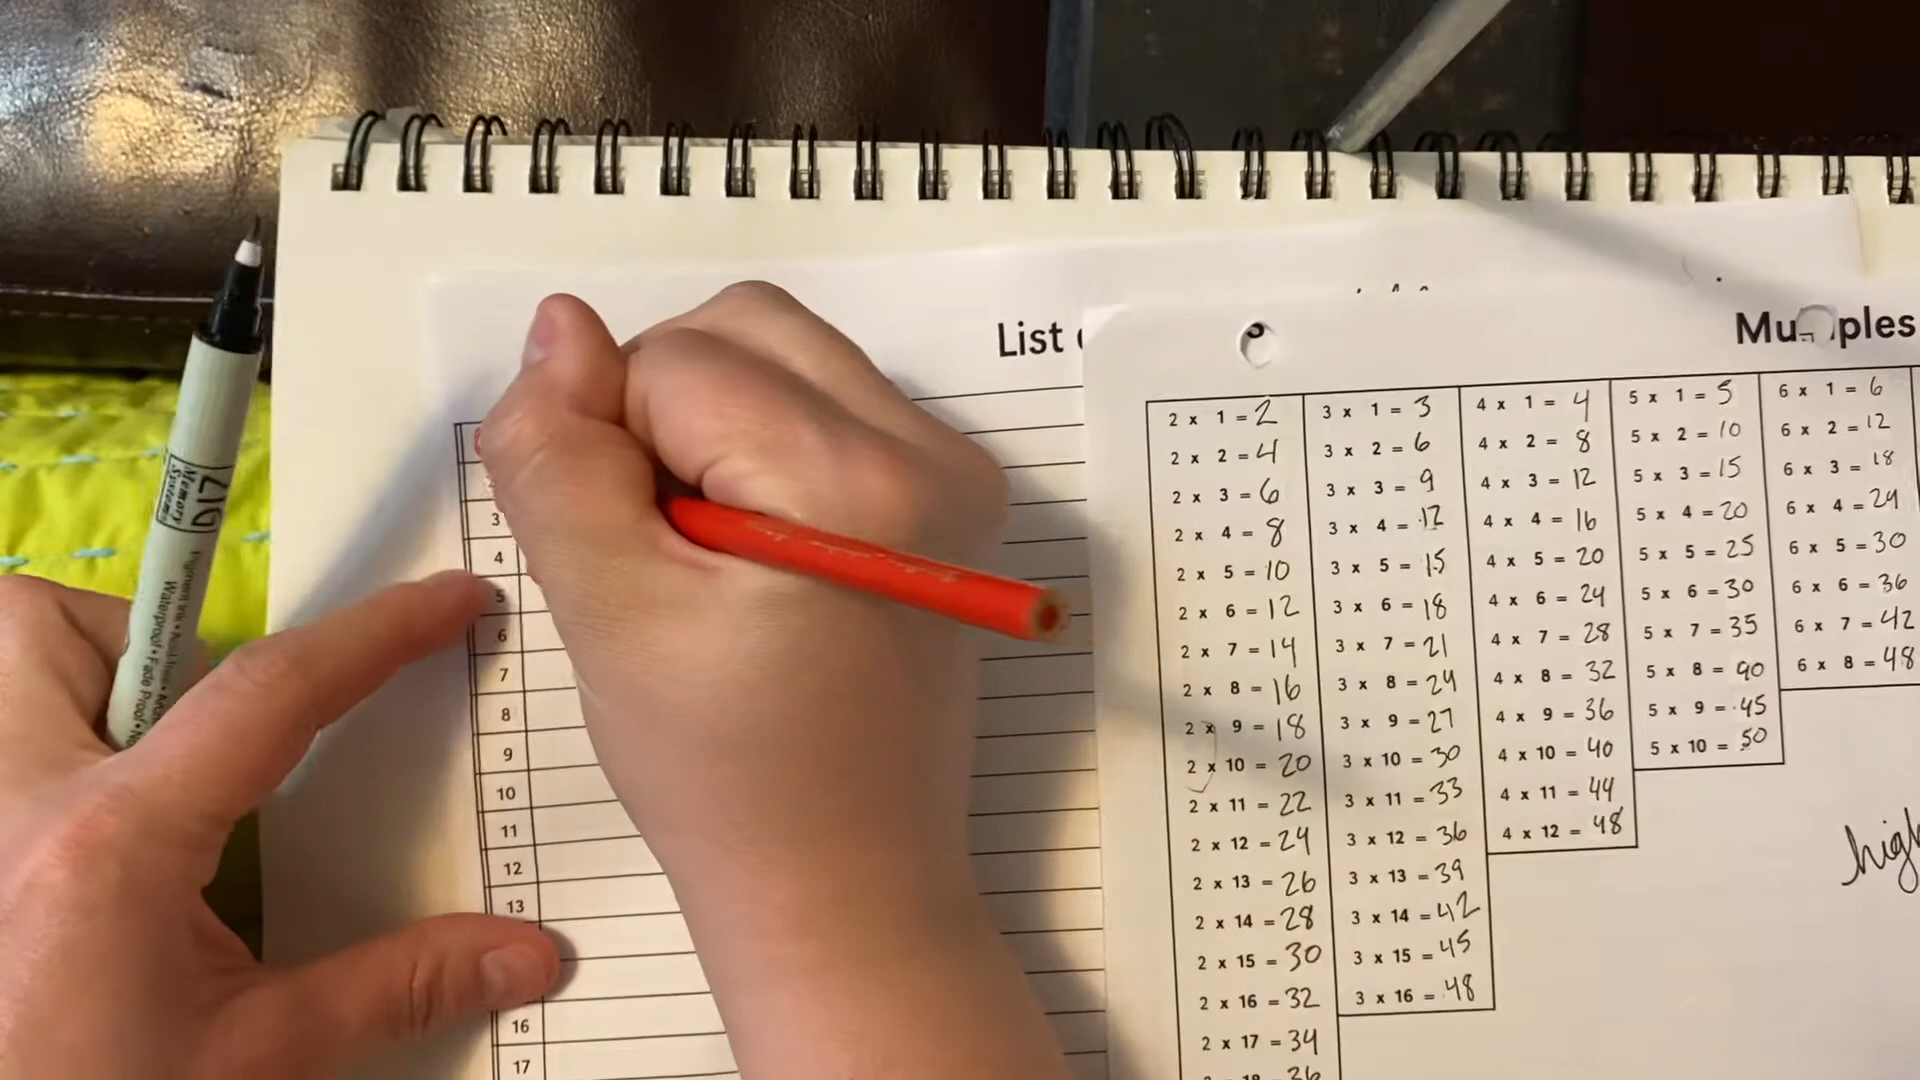 List
Mu ples
2 x 1 = 2
2 x 2 = 4
2 x 3 = 6
2 x 4 = 8
2 x 5 = 10
2 x 6 = 12
2 x 7 = 14
2 x 8 = 16
2 x 9 = 18
2 x 10 = 20
2 x 11 = 22
2 x 12 = 24
2 x 13 = 26
2 x 14 = 28
2 x 15 = 30
2 x 16 = 32
2 x 17 = 34
3 x 1 = 3
3 x 2 = 6
3 x 3 = 9
3 x 4 = 12
3 x 5 = 15
3 x 6 = 18
3 x 7 = 21
3 x 8 = 24
3 x 9 = 27
3 x 10 = 30
3 x 11 = 33
3 x 12 = 36
3 x 13 = 39
3 x 14 = 42
3 x 15 = 45
3 x 16 = 48
4 x 1 = 4
4 x 2 = 8
4 x 3 = 12
4 x 4 = 16
4 x 5 = 20
4 x 6 = 24
4 x 7 = 28
4 x 8 = 32
4 x 9 = 36
4 x 10 = 40
4 x 11 = 44
4 x 12 = 48
5 x 1 = 5
5 x 2 = 10
5 x 3 = 15
5 x 4 = 20
5 x 5 = 25
5 x 6 = 30
5 x 7 = 35
5 x 8 = 40
5 x 9 = 45
5 x 10 = 50
6 x 1 = 6
6 x 2 = 12
6 x 3 = 18
6 x 4 = 24
6 x 5 = 30
6 x 6 = 36
6 x 7 = 42
6 x 8 = 48
high
3
4
5
6
7
8
9
10
11
12
13
16
17
ZIG
Memory
System
Pigment Ink • Acid free •
Waterproof • Fade Proof •